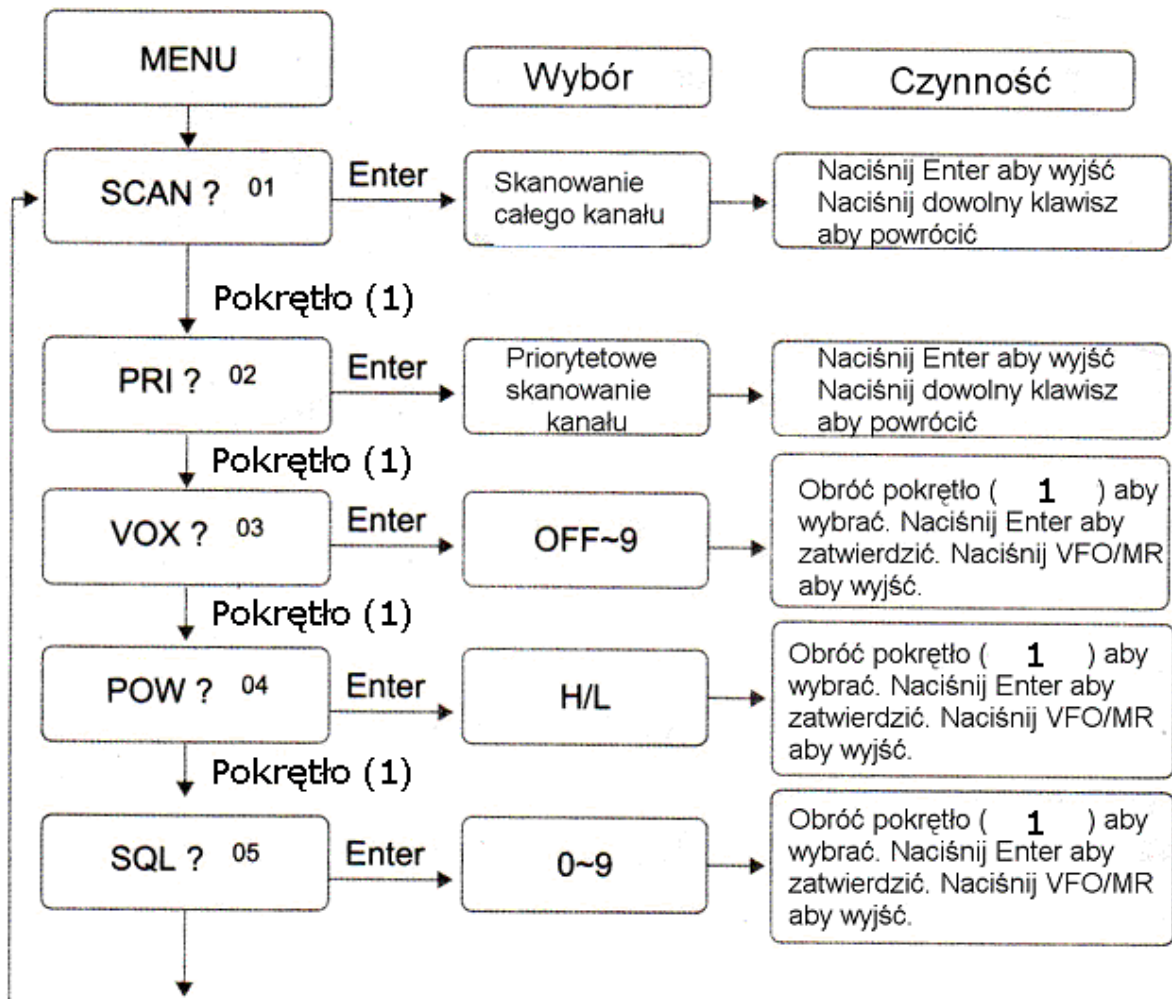 MENU
Wybór
Czynność
SCAN ? 01
Enter
Skanowanie
całego kanału
Naciśnij Enter aby wyjść
Naciśnij dowolny klawisz
aby powrócić
Pokrętło (1)
PRI ? 02
Enter
Priorytetowe
skanowanie
kanału
Naciśnij Enter aby wyjść
Naciśnij dowolny klawisz
aby powrócić
Pokrętło (1)
VOX ? 03
Enter
OFF~9
Obróć pokrętło ( 1 ) aby
wybrać. Naciśnij Enter aby
zatwierdzić. Naciśnij VFO/MR
aby wyjść.
Pokrętło (1)
POW ? 04
Enter
H/L
Obróć pokrętło ( 1 ) aby
wybrać. Naciśnij Enter aby
zatwierdzić. Naciśnij VFO/MR
aby wyjść.
Pokrętło (1)
SQL ? 05
Enter
0~9
Obróć pokrętło ( 1 ) aby
wybrać. Naciśnij Enter aby
zatwierdzić. Naciśnij VFO/MR
aby wyjść.